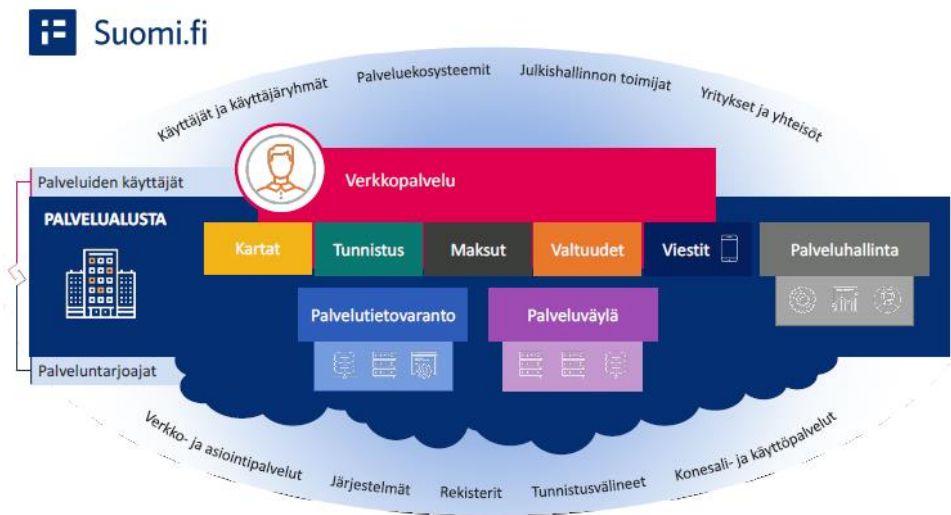 Suomi.fi
Käyttäjät ja käyttäjäryhmät
Palveluekosysteemit
Julkishallinnon toimijat
Yritykset ja yhteisöt
Palveluiden käyttäjät
Verkkopalvelu
PALVELUALUSTA
Kartat
Tunnistus
Maksut
Valtuudet
Viestit
Palveluhallinta
Palvelutietovaranto
Palveluväylä
Palveluntarjoajat
Verkko- ja asiointipalvelut
Järjestelmät
Rekisterit
Tunnistusvälineet
Konesali- ja käyttöpalvelut